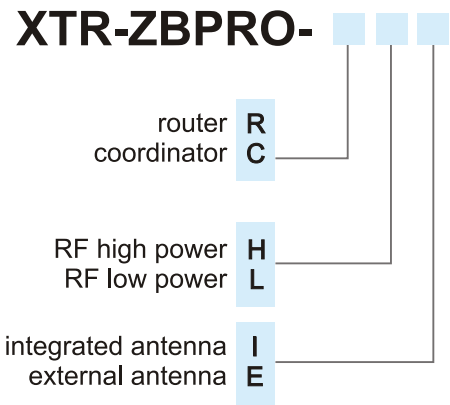 XTR-ZBPRO-
router R
coordinator C
RF high power H
RF low power L
integrated antenna I
external antenna E